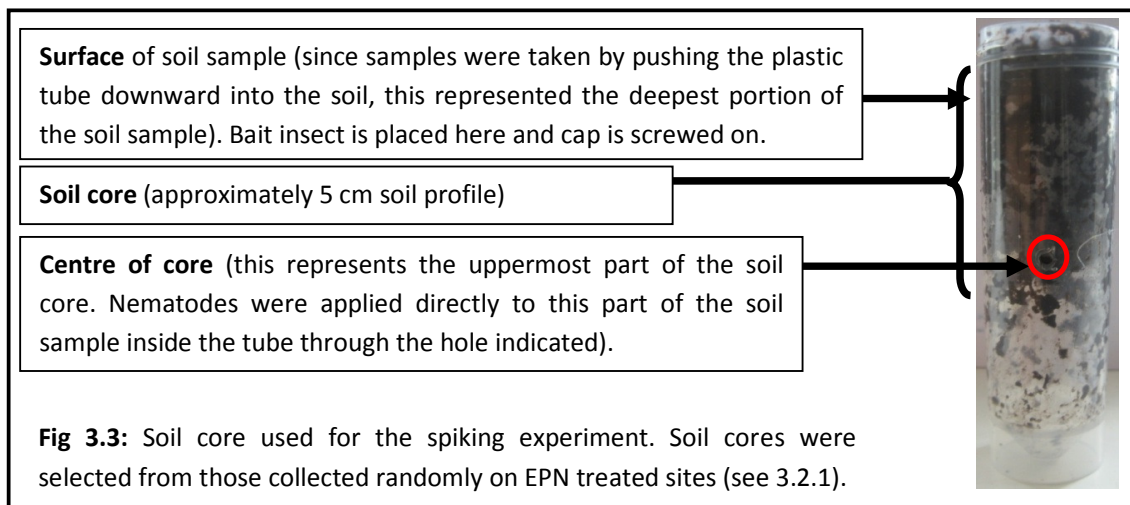 Surface of soil sample (since samples were taken by pushing the plastic
tube downward into the soil, this represented the deepest portion of
the soil sample). Bait insect is placed here and cap is screwed on.
Soil core (approximately 5 cm soil profile)
Centre of core (this represents the uppermost part of the soil
core. Nematodes were applied directly to this part of the soil
sample inside the tube through the hole indicated).
Fig 3.3: Soil core used for the spiking experiment. Soil cores were
selected from those collected randomly on EPN treated sites (see 3.2.1).